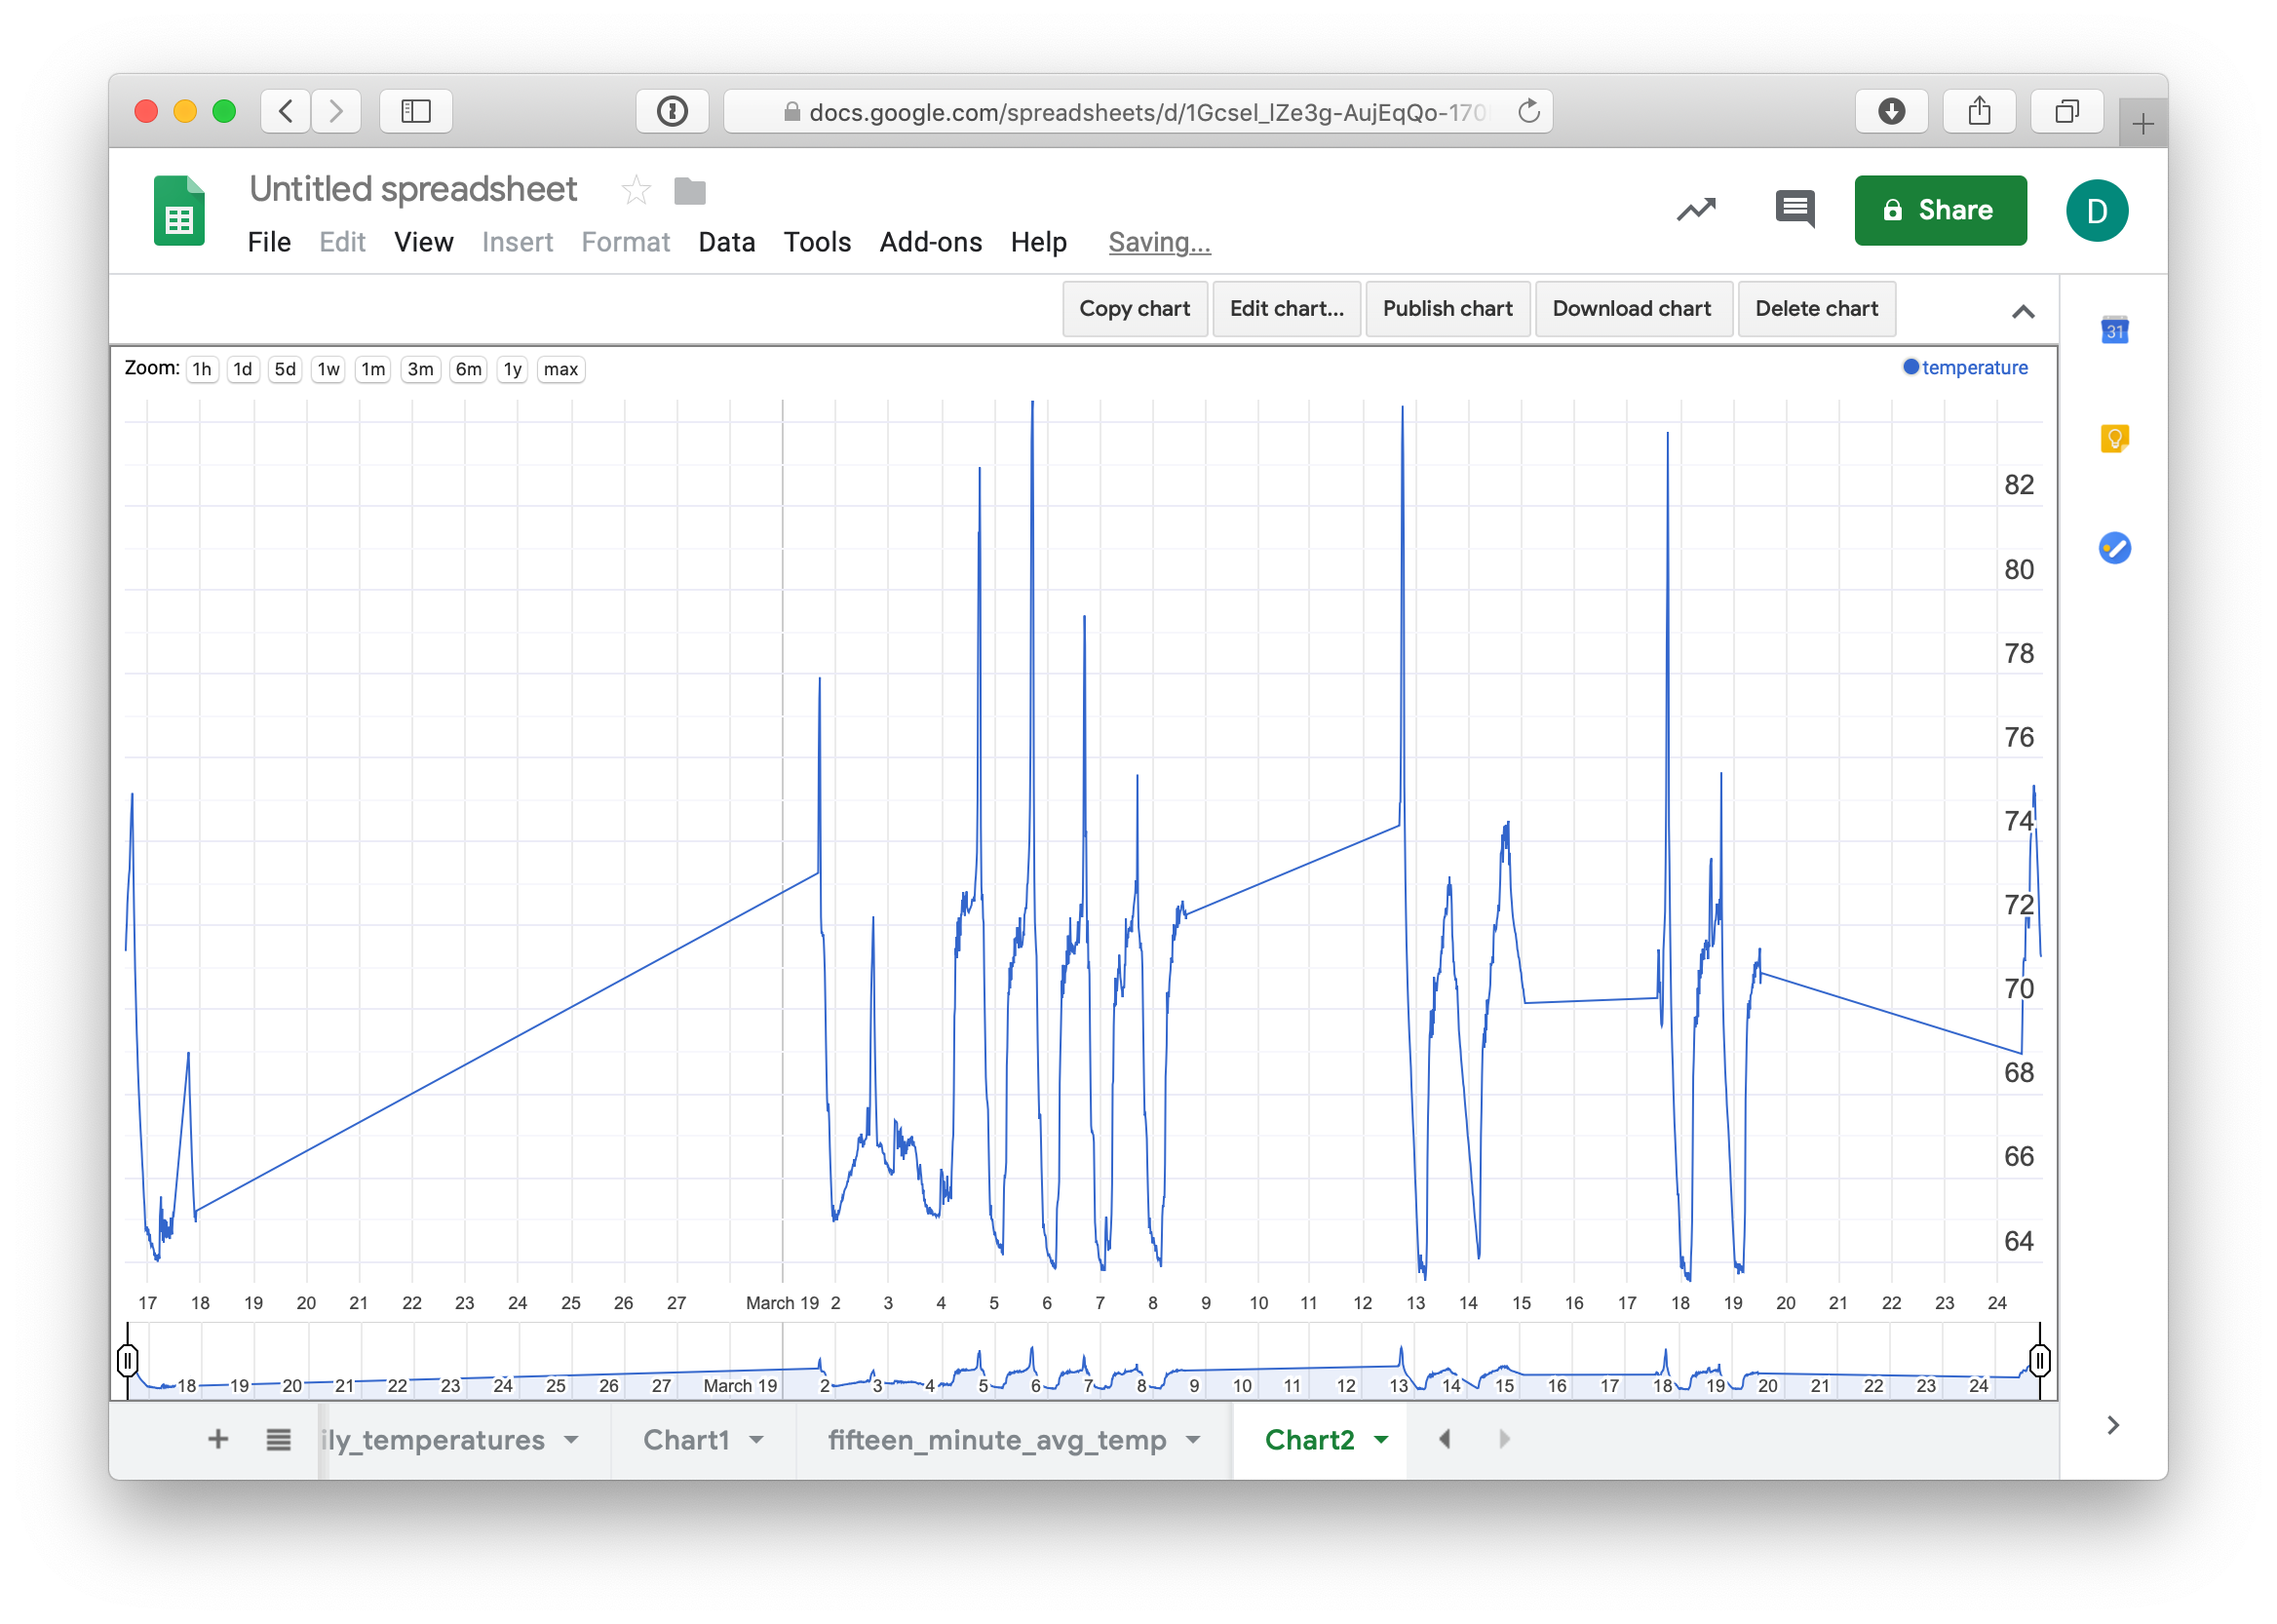 docs.google.com/spreadsheets/d/1Gcsel_lZe3g-AujEqQo-170
Untitled spreadsheet
File Edit View Insert Format Data Tools Add-ons Help Saving...
Share
D
Copy chart Edit chart... Publish chart Download chart Delete chart
31
Zoom: 1h 1d 5d 1w 1m 3m 6m 1y max
temperature
82
80
78
76
74
72
70
68
66
64
17 18 19 20 21 22 23 24 25 26 27 March 19 2 3 4 5 6 7 8 9 10 11 12 13 14 15 16 17 18 19 20 21 22 23 24
18 19 20 21 22 23 24 25 26 27 March 19 2 3 4 5 6 7 8 9 10 11 12 13 14 15 16 17 18 19 20 21 22 23 24
ily_temperatures Chart1 fifteen_minute_avg_temp Chart2